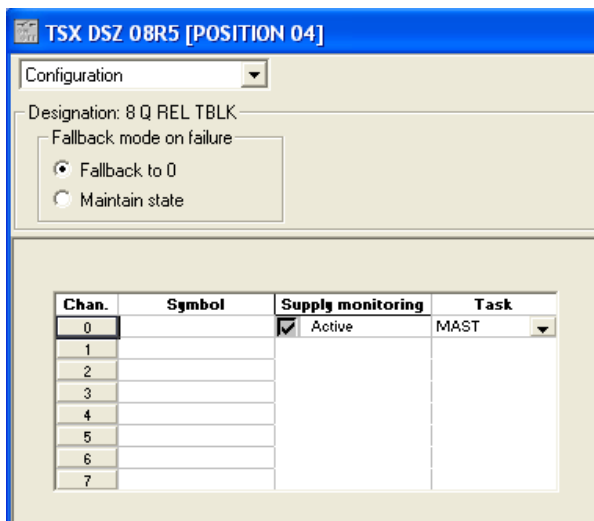 TSX DSZ 08R5 [POSITION 04]
Configuration
Designation: 8 Q REL TBLK
Fallback mode on failure
Fallback to 0
Maintain state
Chan. Symbol Supply monitoring Task
0 Active MAST
1
2
3
4
5
6
7